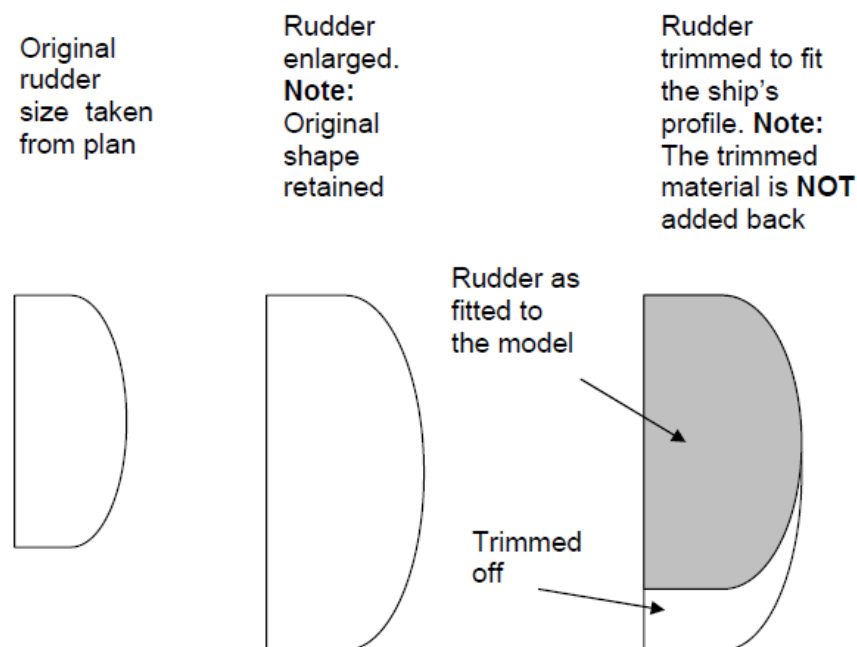 Original
rudder
size taken
from plan
Rudder
enlarged.
Note:
Original
shape
retained
Rudder
trimmed to fit
the ship's
profile. Note:
The trimmed
material is NOT
added back
Rudder as
fitted to
the model
Trimmed
off